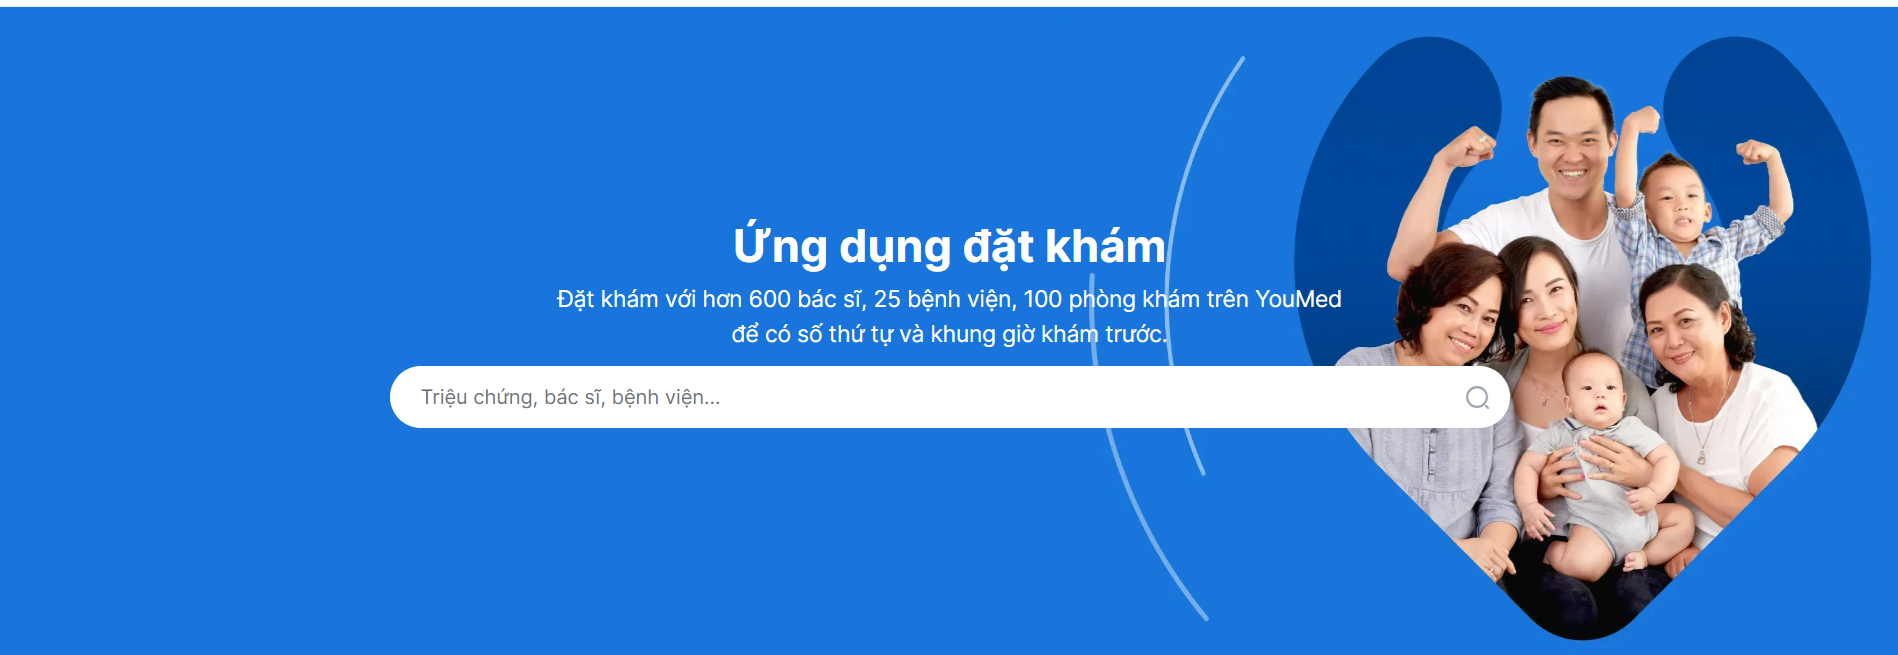 Ứng dụng đặt khám
Đặt khám với hơn 600 bác sĩ, 25 bệnh viện, 100 phòng khám trên YouMed
để có số thứ tự và khung giờ khám trước.
Triệu chứng, bác sĩ, bệnh viện...